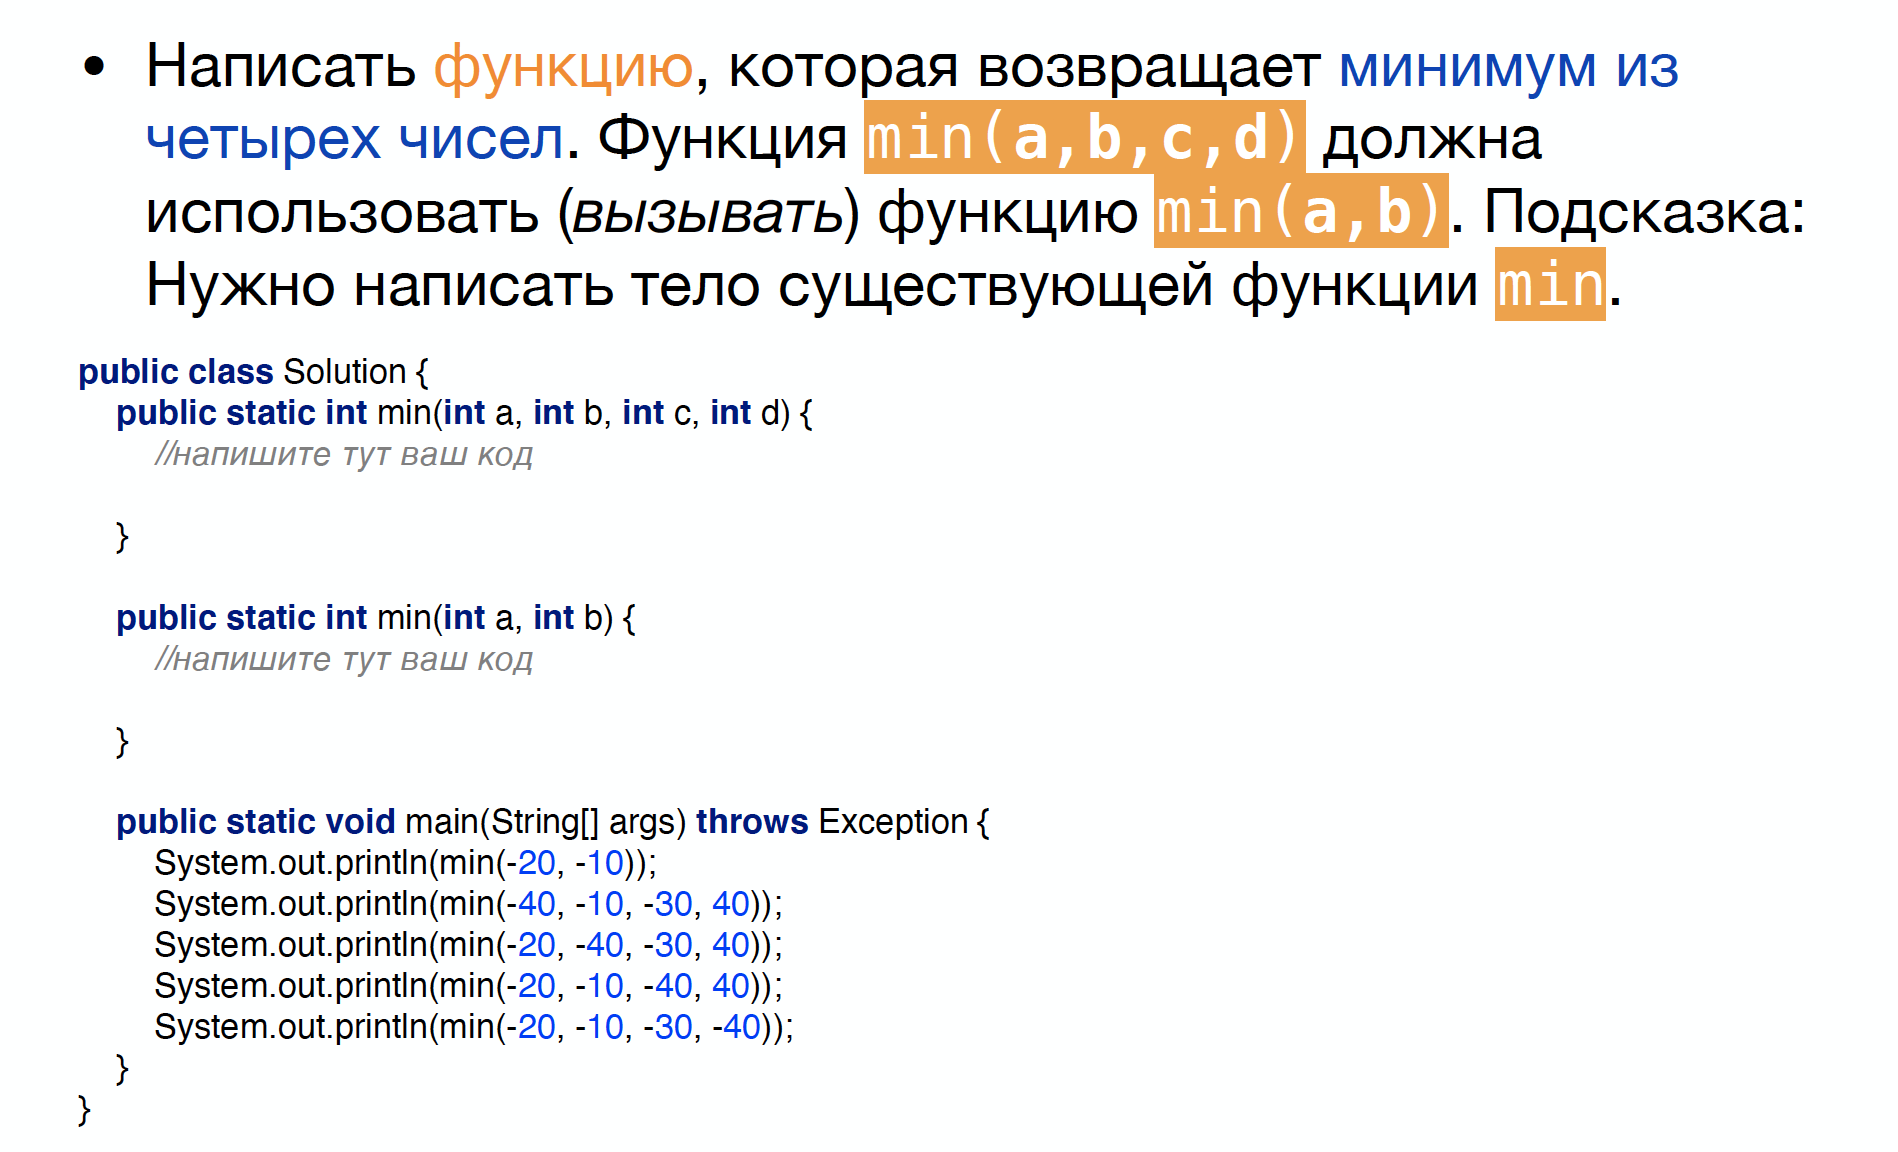 • Написать функцию, которая возвращает минимум из
четырех чисел. Функция min(a,b,c,d) должна
использовать (вызывать) функцию min(a,b). Подсказка:
Нужно написать тело существующей функции min.
public class Solution {
public static int min(int a, int b, int c, int d) {
//напишите тут ваш код
}
public static int min(int a, int b) {
//напишите тут ваш код
}
public static void main(String[] args) throws Exception {
System.out.println(min(-20, -10));
System.out.println(min(-40, -10, -30, 40));
System.out.println(min(-20, -40, -30, 40));
System.out.println(min(-20, -10, -40, 40));
System.out.println(min(-20, -10, -30, -40));
}
}